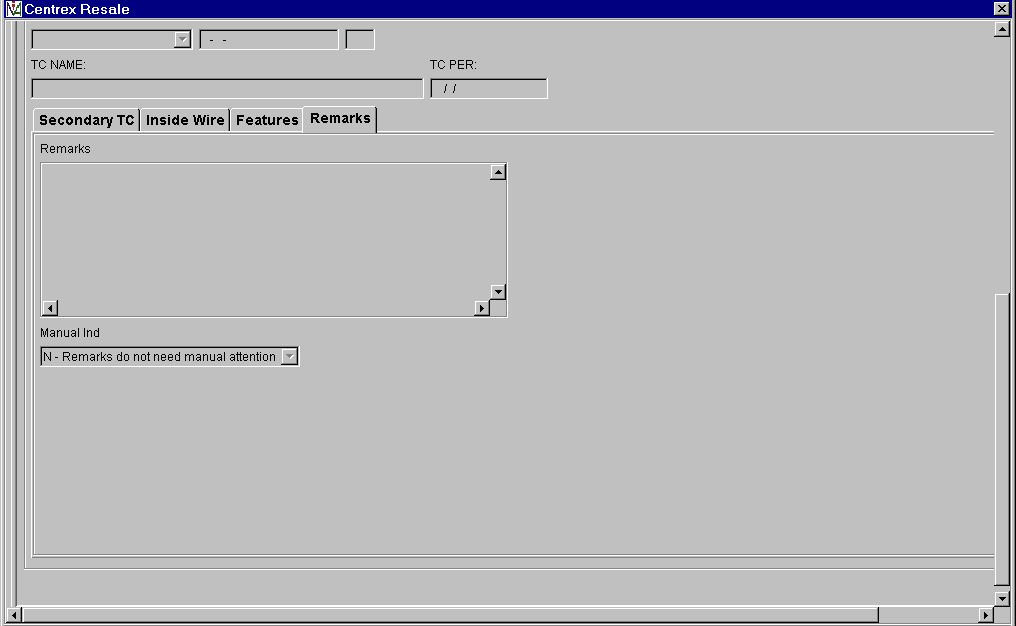 Centrex Resale
- -
TC NAME: TC PER:
/ /
Secondary TC Inside Wire Features Remarks
Remarks
Manual Ind
N - Remarks do not need manual attention